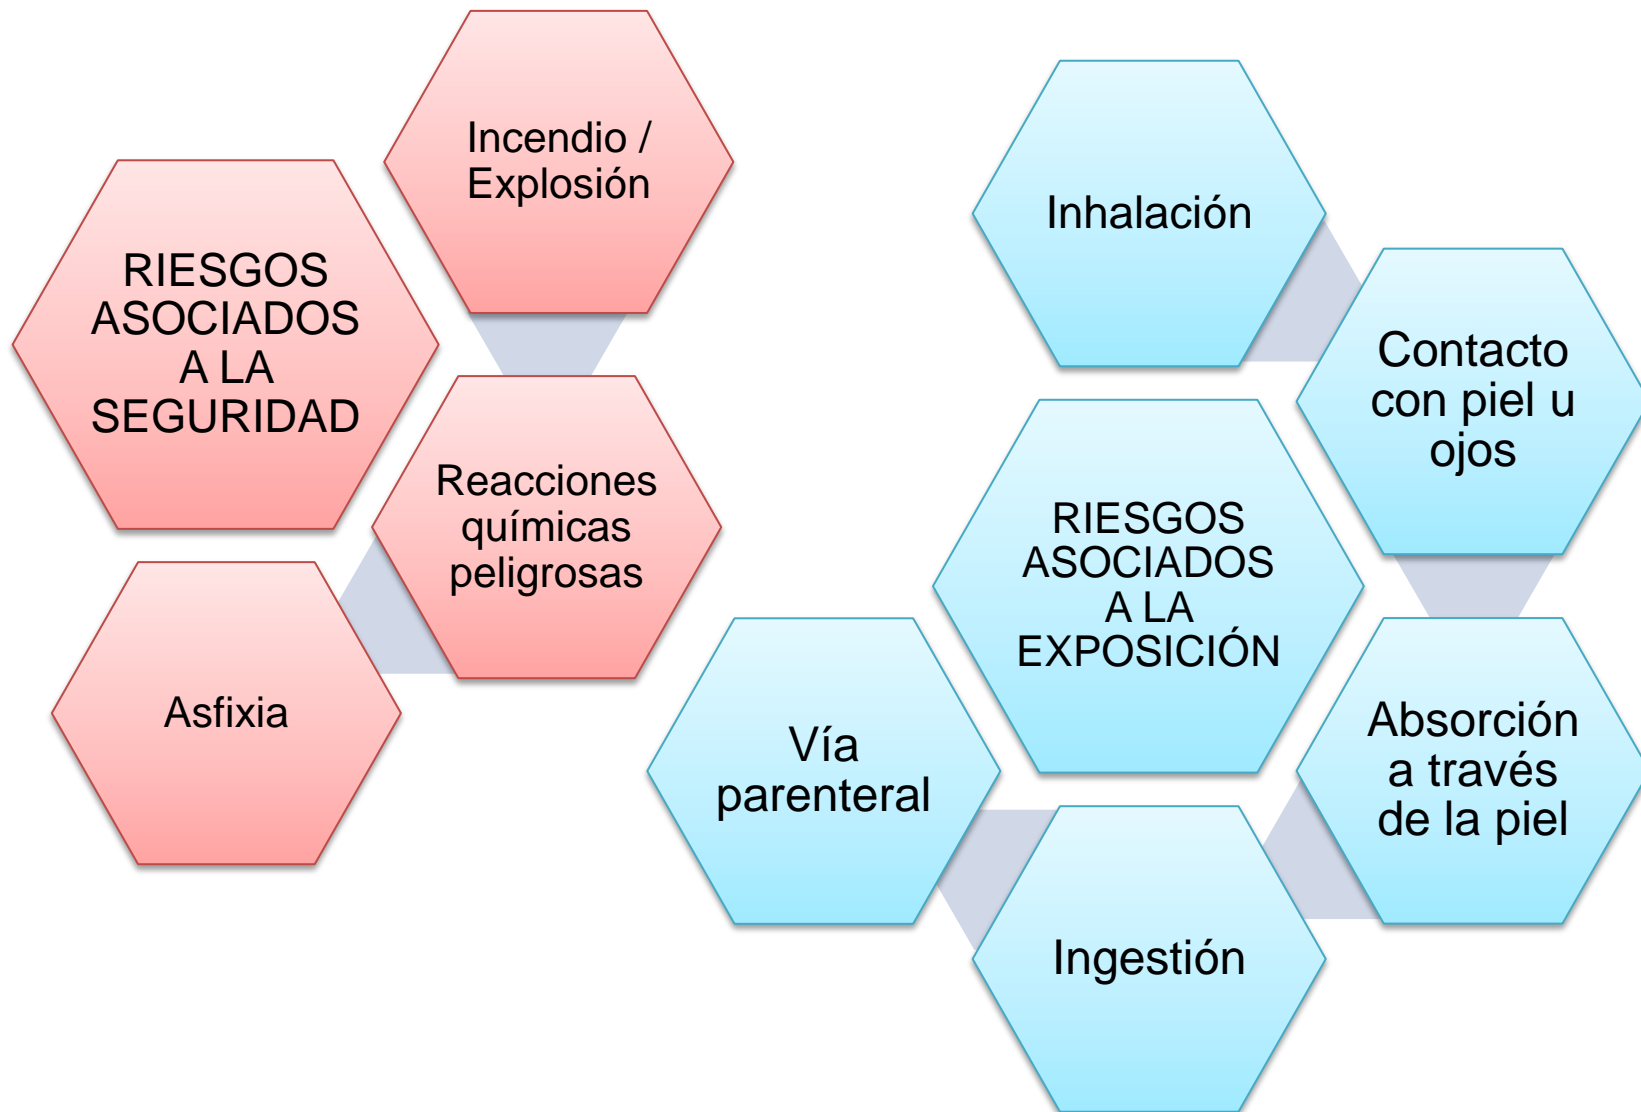 RIESGOS
ASOCIADOS
A LA
SEGURIDAD
Incendio /
Explosión
Reacciones
químicas
peligrosas
Asfixia
RIESGOS
ASOCIADOS
A LA
EXPOSICIÓN
Inhalación
Contacto
con piel u
ojos
Absorción
a través
de la piel
Ingestión
Vía
parenteral